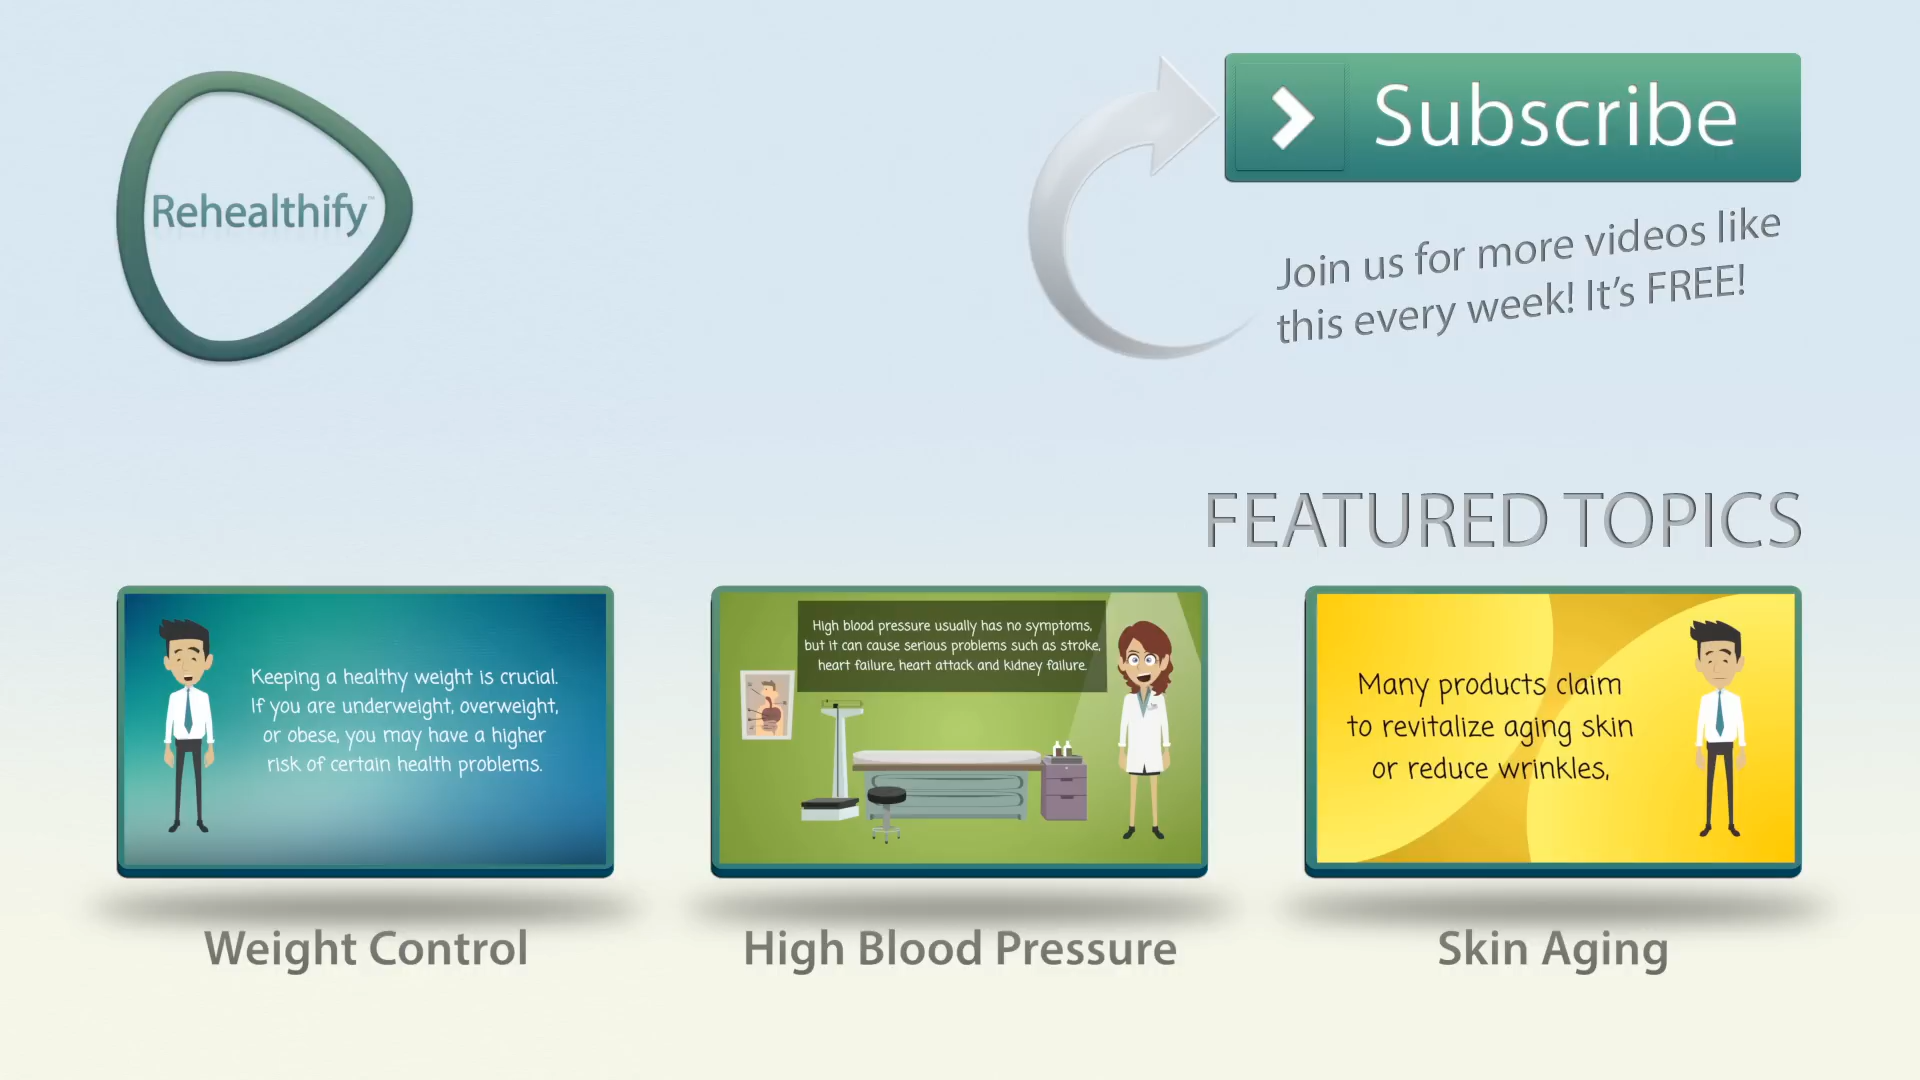 Rehealthify™
Subscribe
Join us for more videos like
this every week! It's FREE!
FEATURED TOPICS
Keeping a healthy weight is crucial.
If you are underweight, overweight,
or obese, you may have a higher
risk of certain health problems.
High blood pressure usually has no symptoms,
but it can cause serious problems such as stroke,
heart failure, heart attack and kidney failure.
Many products claim
to revitalize aging skin
or reduce wrinkles,
Weight Control
High Blood Pressure
Skin Aging